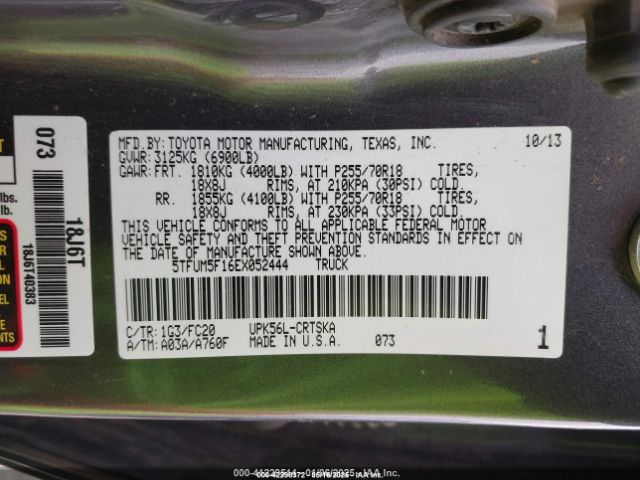 MFD.BY: TOYOTA MOTOR MANUFACTURING, TEXAS, INC. 10/13
GVWR: 3125KG (6900LB)
GAWR: FRT. 1810KG (4000LB) WITH P255/70R18 TIRES,
18X8J RIMS, AT 210KPA (30PSI) COLD.
RR. 1855KG (4100LB) WITH P255/70R18 TIRES,
18X8J RIMS, AT 230KPA (33PSI) COLD.
THIS VEHICLE CONFORMS TO ALL APPLICABLE FEDERAL MOTOR
VEHICLE SAFETY AND THEFT PREVENTION STANDARDS IN EFFECT ON
THE DATE OF MANUFACTURE SHOWN ABOVE.
5TFUM5F16EX052444 TRUCK
C/TR: 1G3/FC20 UPK56L-CRTSKA
A/TM: A03A/A760F MADE IN U.S.A. 073 1
073
18J6T
18J6T40383
lbs.
lb.